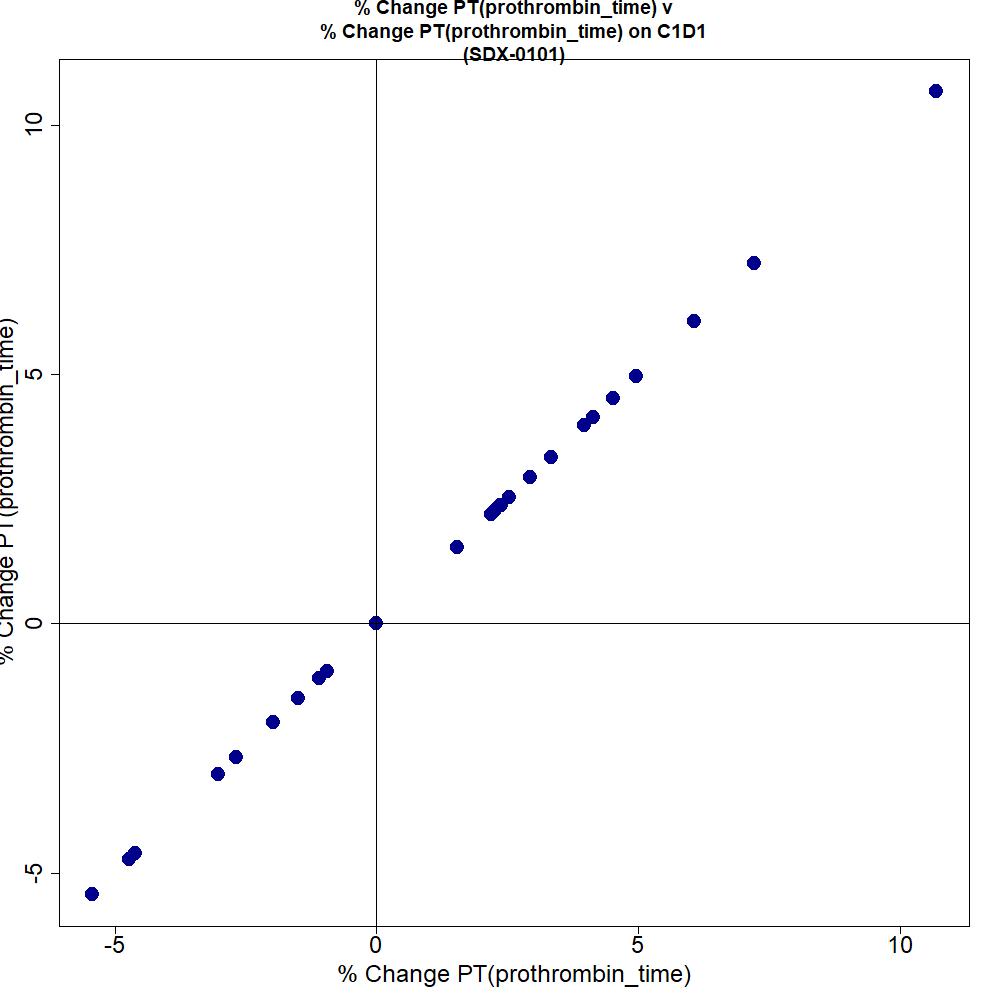 % Change PT(prothrombin_time) v
% Change PT(prothrombin_time) on C1D1
(SDX-0101)
10
5
0
-5
% Change PT(prothrombin_time)
-5
0
5
10
% Change PT(prothrombin_time)